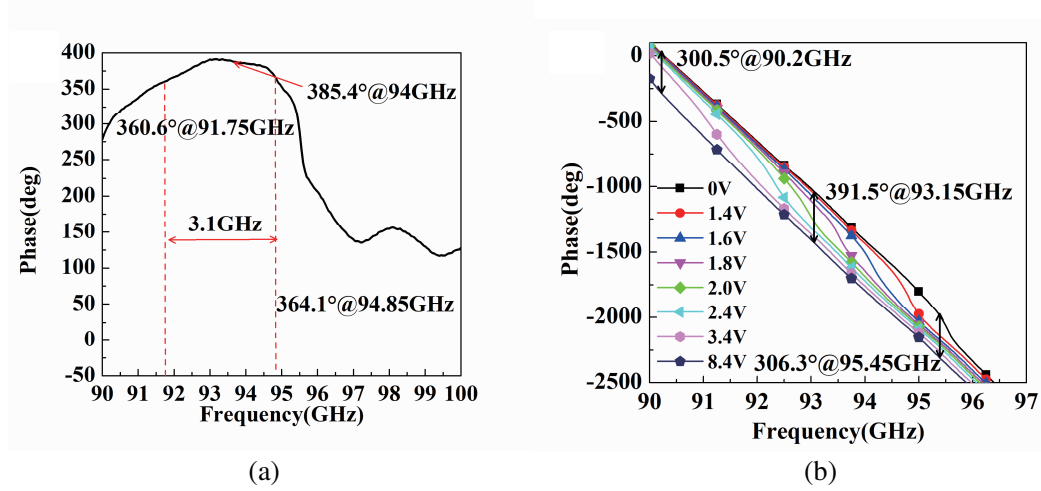 400
350
300
250
200
150
100
50
0
-50
Phase(deg)
385.4°@94GHz
360.6°@91.75GHz
3.1GHz
364.1°@94.85GHz
90 91 92 93 94 95 96 97 98 99 100
Frequency(GHz)
(a)
0
-500
-1000
-1500
-2000
-2500
Phase(deg)
300.5°@90.2GHz
391.5°@93.15GHz
0V
1.4V
1.6V
1.8V
2.0V
2.4V
3.4V
8.4V
306.3°@95.45GHz
90 91 92 93 94 95 96 97
Frequency(GHz)
(b)